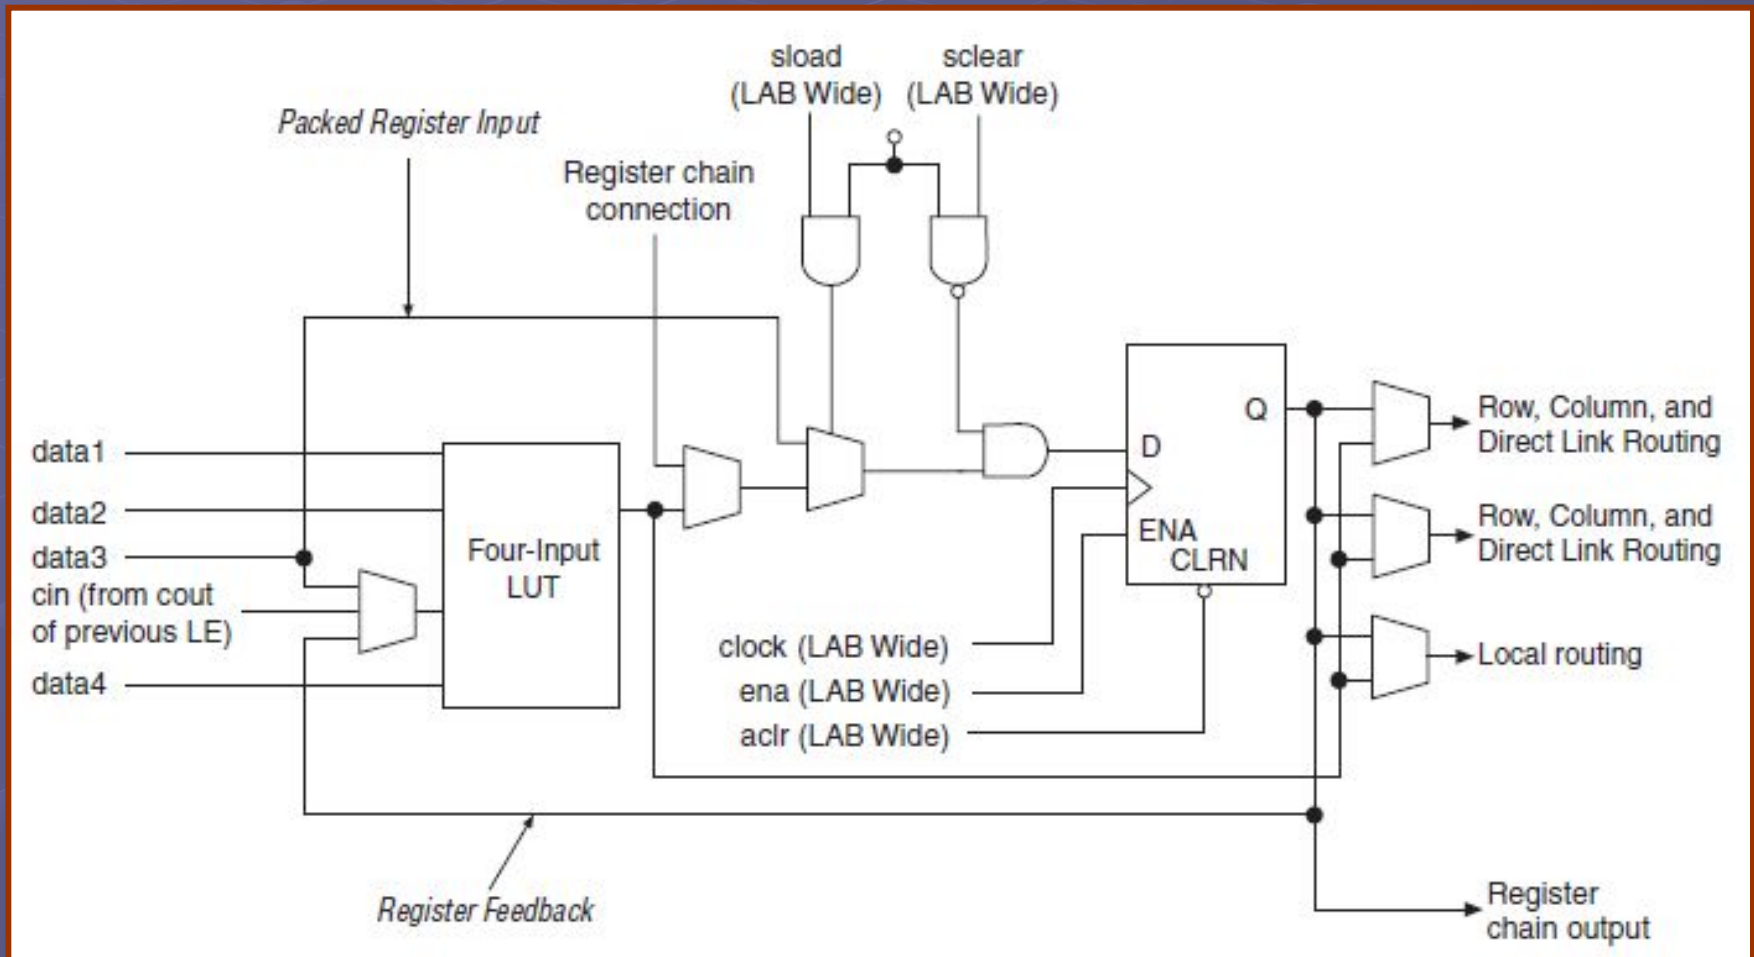 sload
(LAB Wide)
sclear
(LAB Wide)
Packed Register Input
Register chain
connection
data1
data2
data3
cin (from cout
of previous LE)
data4
Four-Input
LUT
D
Q
ENA
CLRN
clock (LAB Wide)
ena (LAB Wide)
aclr (LAB Wide)
Row, Column, and
Direct Link Routing
Row, Column, and
Direct Link Routing
Local routing
Register Feedback
Register
chain output